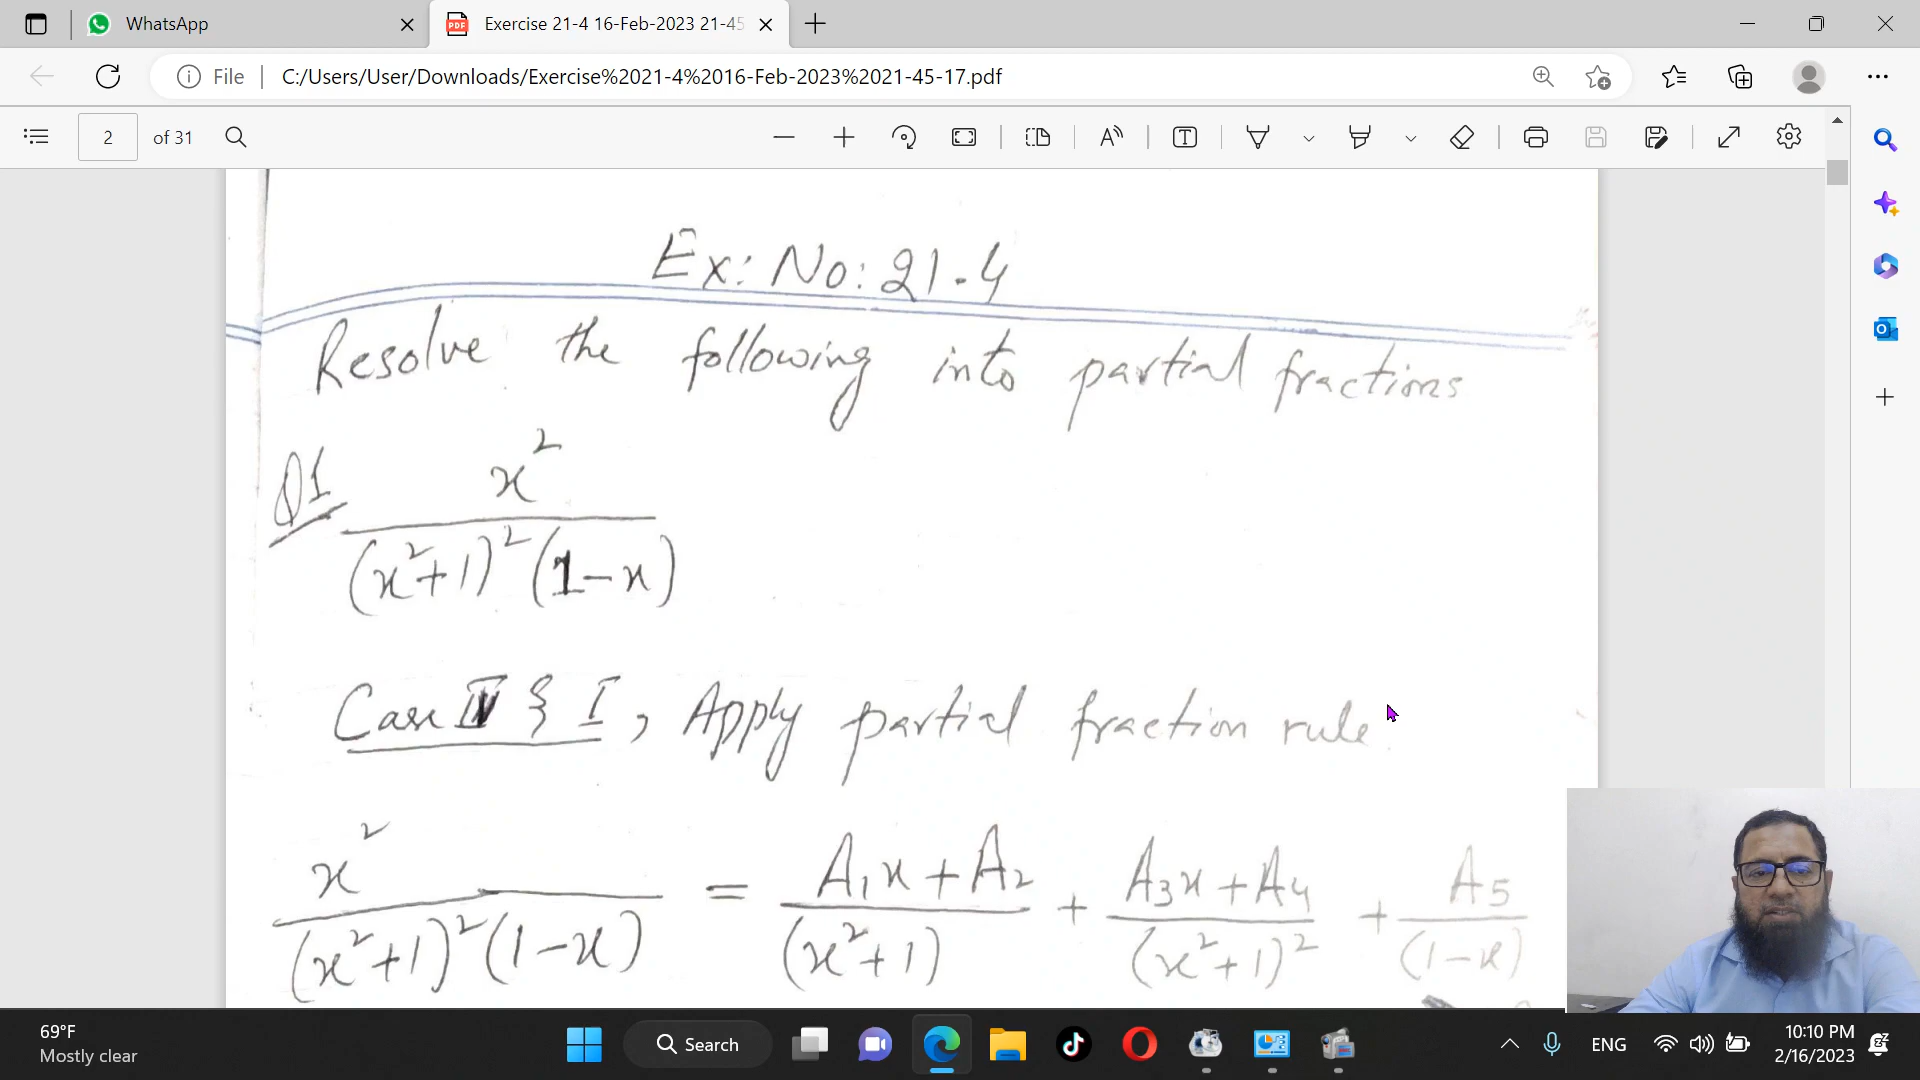 WhatsApp
Exercise 21-4 16-Feb-2023 21-45
File
C:/Users/User/Downloads/Exercise%2021-4%2016-Feb-2023%2021-45-17.pdf
2 of 31
Ex: No: 21.4
Resolve the following into partial fractions
Q1 x²
(x²+1)²(1-x)
Case IV & I, Apply partial fraction rule.
x² = A₁x+A₂ + A₃x+A₄ + A₅
(x²+1)²(1-x) (x²+1) (x²+1)² (1-x)
69°F
Mostly clear
Search
ENG
10:10 PM
2/16/2023